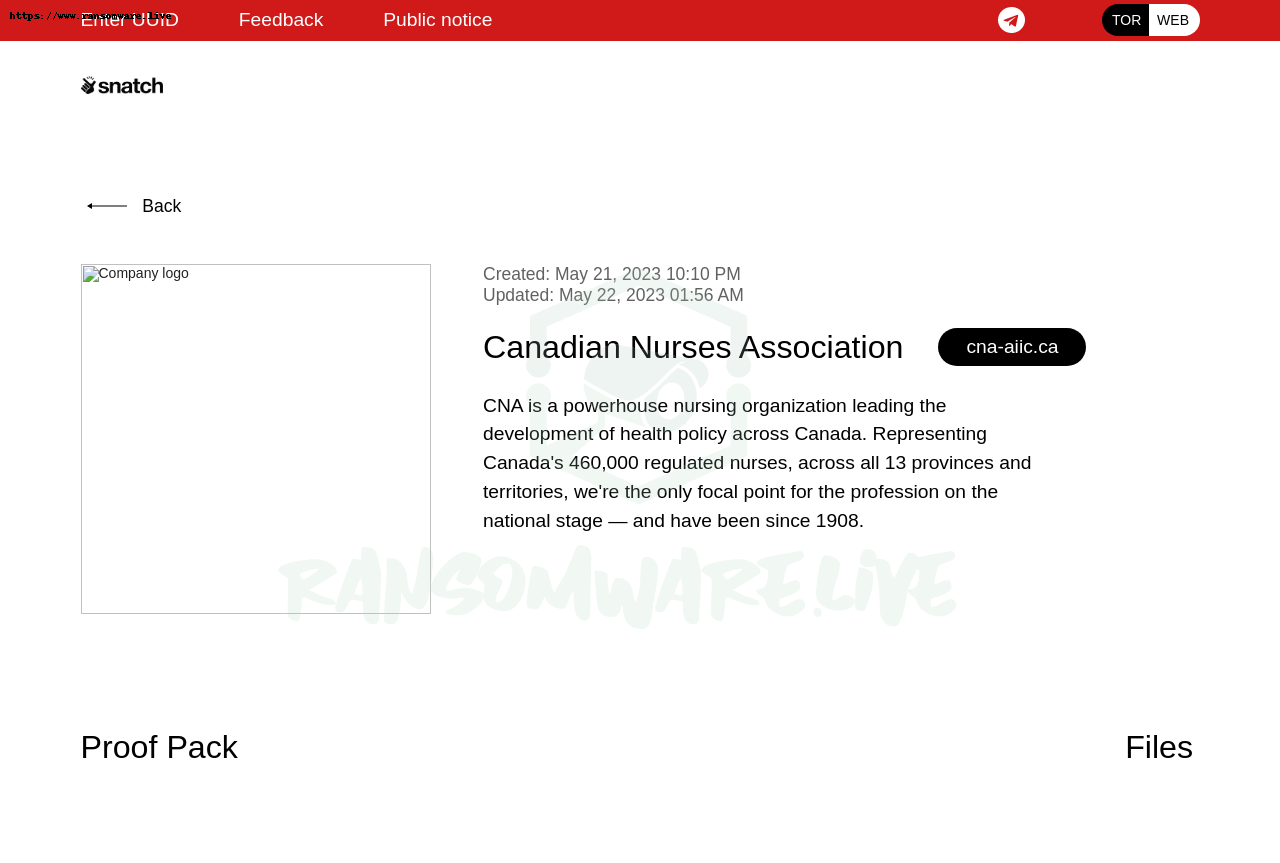 https://www.ransomware.live
Enter UUID Feedback Public notice TOR WEB
snatch
Back
Company logo
Created: May 21, 2023 10:10 PM
Updated: May 22, 2023 01:56 AM
Canadian Nurses Association cna-aiic.ca
CNA is a powerhouse nursing organization leading the
development of health policy across Canada. Representing
Canada's 460,000 regulated nurses, across all 13 provinces and
territories, we're the only focal point for the profession on the
national stage — and have been since 1908.
RANSOMWARE.LIVE
Proof Pack Files